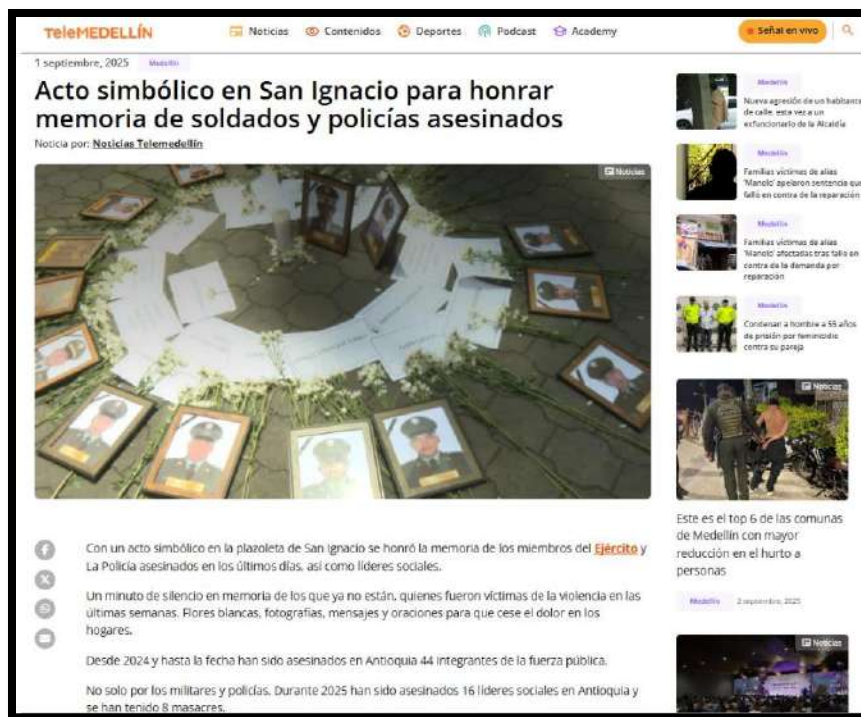 TeleMEDELLÍN
Noticias
Contenidos
Deportes
Podcast
Academy
Señal en vivo
1 septiembre, 2025
Medellín
Acto simbólico en San Ignacio para honrar
memoria de soldados y policías asesinados
Noticia por: Noticias Telemedellín
Noticias
Con un acto simbólico en la plazoleta de San Ignacio se honró la memoria de los miembros del Ejército y
La Policía asesinados en los últimos días, así como líderes sociales.
Un minuto de silencio en memoria de los que ya no están, quienes fueron víctimas de la violencia en las
últimas semanas. Flores blancas, fotografías, mensajes y oraciones para que cese el dolor en los
hogares.
Desde 2024 y hasta la fecha han sido asesinados en Antioquia 44 integrantes de la fuerza pública.
No solo por los militares y policías. Durante 2025 han sido asesinados 16 líderes sociales en Antioquia y
se han tenido 8 masacres.
Medellín
Nueva agresión de un habitante
de calle, esta vez a un
exfuncionario de la Alcaldía
Medellín
Familias víctimas de alias
'Manolo' apelaron sentencia que
falló en contra de la reparación
Medellín
Familias víctimas de alias
'Manolo' afectadas tras fallo en
contra de la demanda por
reparación
Medellín
Condenan a hombre a 55 años
de prisión por feminicidio
contra su pareja
Noticias
Este es el top 6 de las comunas
de Medellín con mayor
reducción en el hurto a
personas
Medellín
2 septiembre, 2025
Noticias